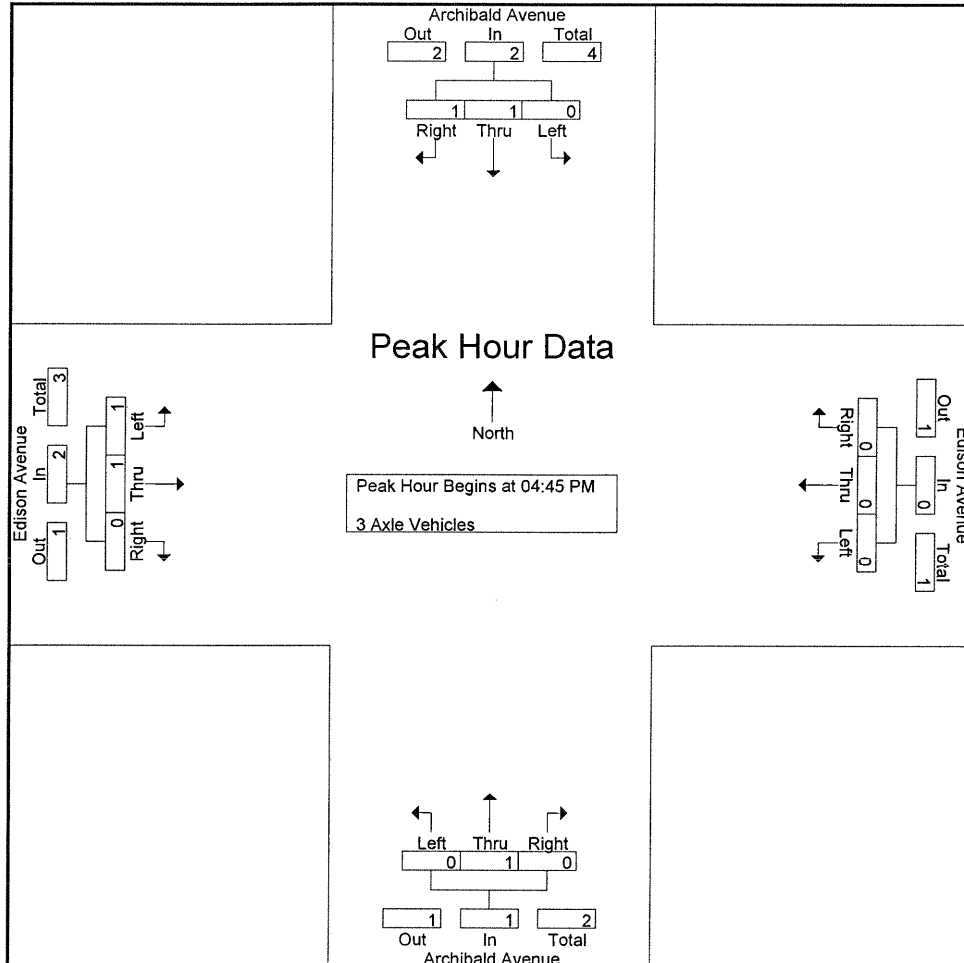 Archibald Avenue
Out In Total
2 2 4
1 1 0
Right Thru Left
Peak Hour Data
North
Peak Hour Begins at 04:45 PM
3 Axle Vehicles
Edison Avenue
Out In Total
1 2 3
Left Thru Right
1 1 0
Edison Avenue
Out In Total
1 0 1
Right Thru Left
0 0 0
Left Thru Right
0 1 0
1 1 2
Out In Total
Archibald Avenue